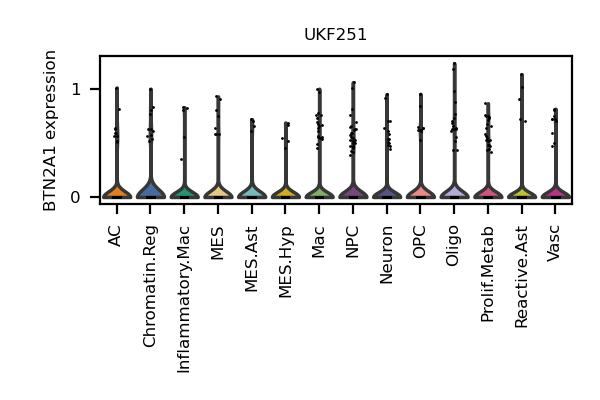 UKF251
BTN2A1 expression
1
0
AC
Chromatin.Reg
Inflammatory.Mac
MES
MES.Ast
MES.Hyp
Mac
NPC
Neuron
OPC
Oligo
Prolif.Metab
Reactive.Ast
Vasc